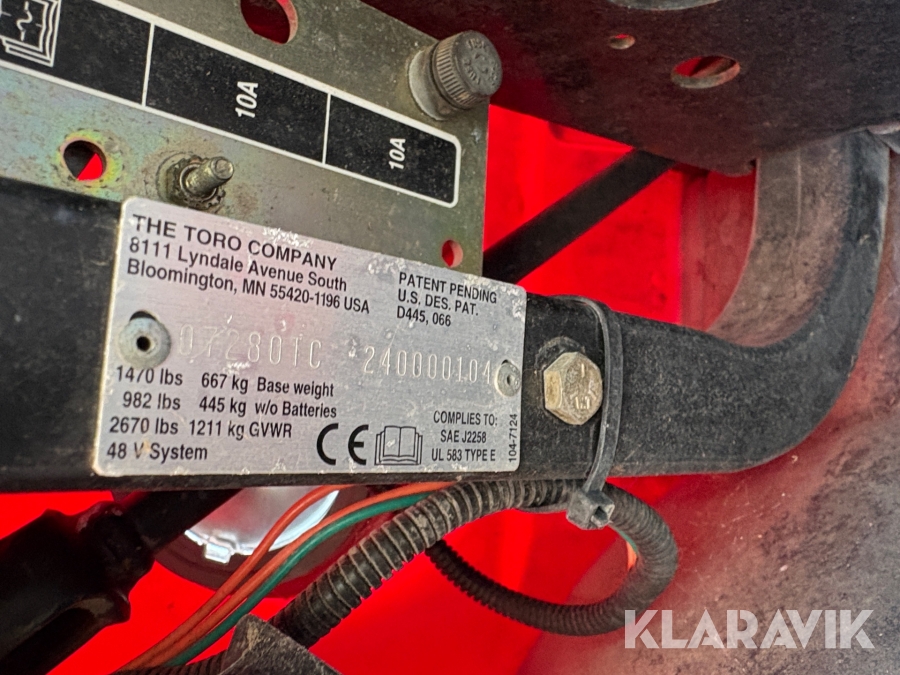 10A
10A
THE TORO COMPANY
8111 Lyndale Avenue South
Bloomington, MN 55420-1196 USA
PATENT PENDING
U.S. DES. PAT.
D445, 066
07280TC 240000104
1470 lbs 667 kg Base weight
982 lbs 445 kg w/o Batteries
2670 lbs 1211 kg GVWR
48 V System
CE
COMPLIES TO:
SAE J2258
UL 583 TYPE E
104-7124
KLARAVIK